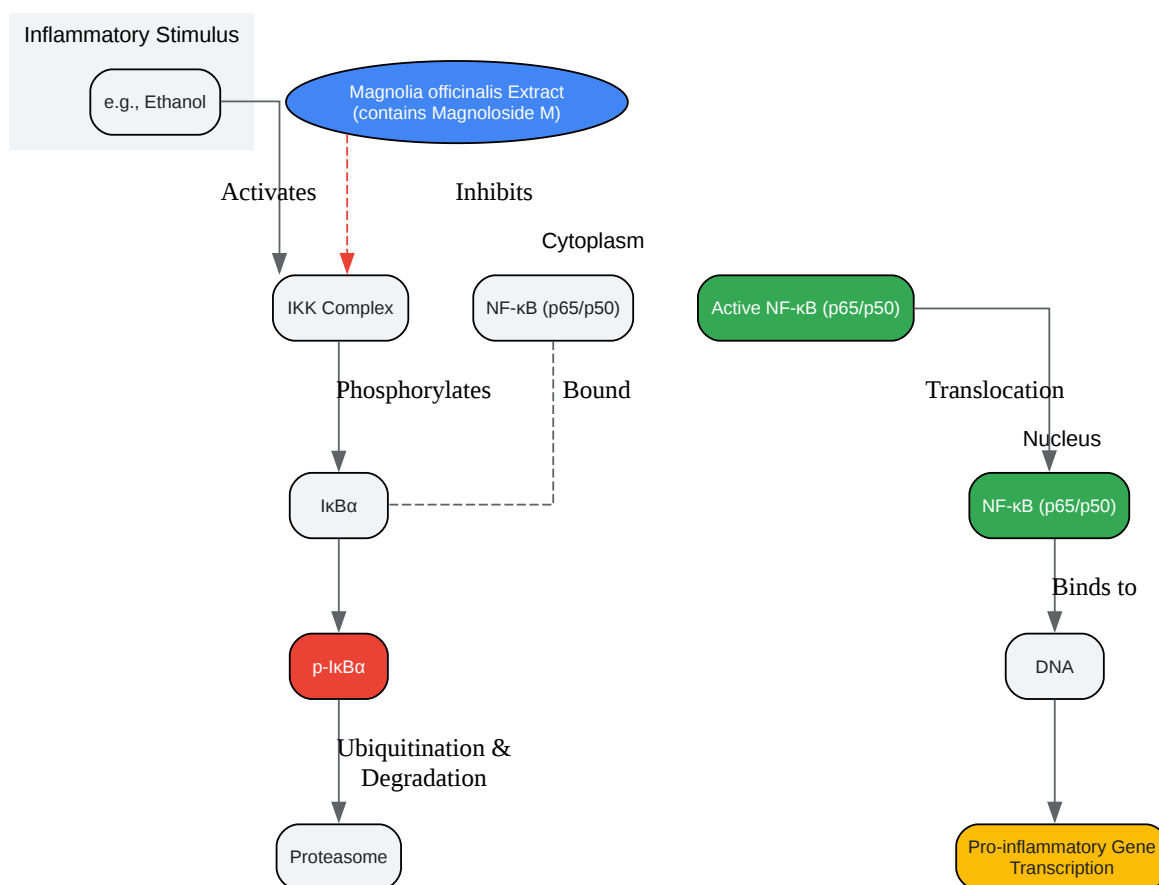 Inflammatory Stimulus
e.g., Ethanol
Magnolia officinalis Extract
(contains Magnoloside M)
Activates
Inhibits
Cytoplasm
IKK Complex
NF-κB (p65/p50)
Active NF-κB (p65/p50)
Phosphorylates
Bound
Translocation
Nucleus
IκBα
NF-κB (p65/p50)
Binds to
p-IκBα
DNA
Ubiquitination &
Degradation
Proteasome
Pro-inflammatory Gene
Transcription